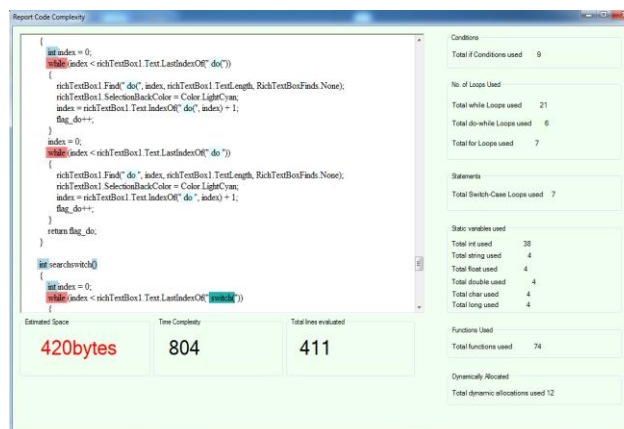 Report Code Complexity
{
int index = 0;
while (index < richTextBox1.Text.LastIndexOf(" do("))
{
richTextBox1.Find(" do(", index, richTextBox1.TextLength, RichTextBoxFinds.None);
richTextBox1.SelectionBackColor = Color.LightCyan;
index = richTextBox1.Text.IndexOf(" do(", index) + 1;
flag_do++;
}
index = 0;
while (index < richTextBox1.Text.LastIndexOf(" do "))
{
richTextBox1.Find(" do ", index, richTextBox1.TextLength, RichTextBoxFinds.None);
richTextBox1.SelectionBackColor = Color.LightCyan;
index = richTextBox1.Text.IndexOf(" do ", index) + 1;
flag_do++;
}
return flag_do;
}
int searchswitch()
{
int index = 0;
while (index < richTextBox1.Text.LastIndexOf(" switch("))
{
Estimated Space
420bytes
Time Complexity
804
Total lines evaluated
411
Conditions
Total if Conditions used 9
No. of Loops Used
Total while Loops used 21
Total do-while Loops used 6
Total for Loops used 7
Statements
Total Switch-Case Loops used 7
Static variables used
Total int used 38
Total string used 4
Total float used 4
Total double used 4
Total char used 4
Total long used 4
Functions Used
Total functions used 74
Dynamically Allocated
Total dynamic allocations used 12